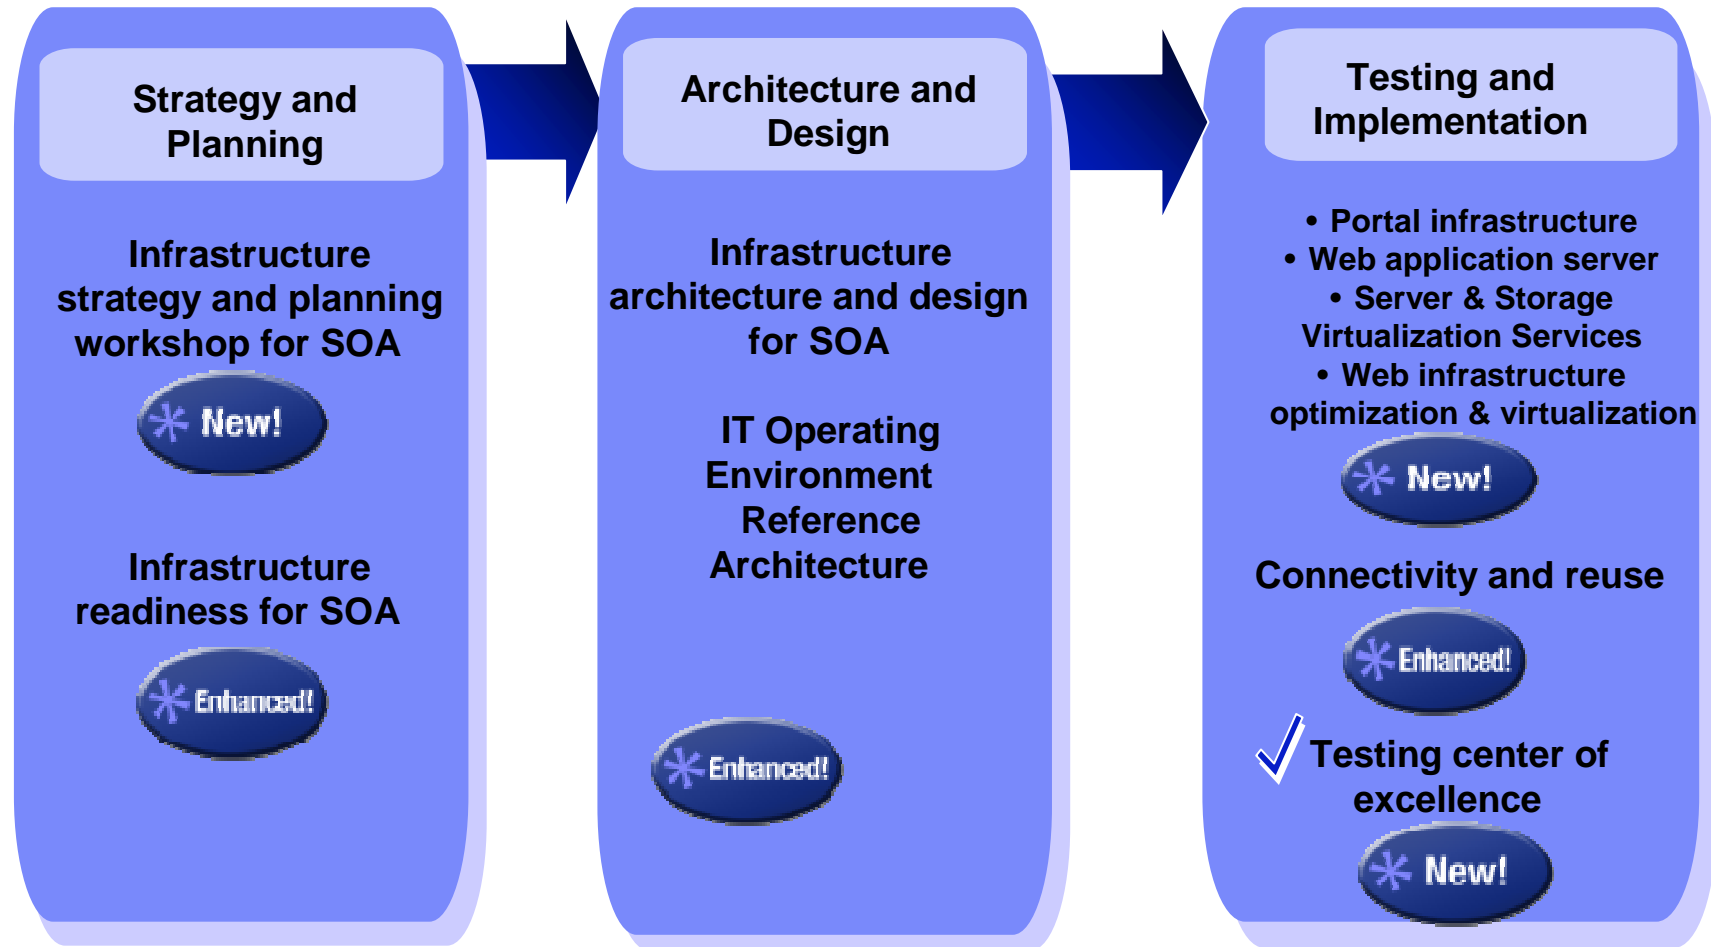 Strategy and
Planning
Infrastructure
strategy and planning
workshop for SOA
New!
Infrastructure
readiness for SOA
Enhanced!
Architecture and
Design
Infrastructure
architecture and design
for SOA
IT Operating
Environment
Reference
Architecture
Enhanced!
Testing and
Implementation
• Portal infrastructure
• Web application server
• Server & Storage
Virtualization Services
• Web infrastructure
optimization & virtualization
New!
Connectivity and reuse
Enhanced!
Testing center of
excellence
New!